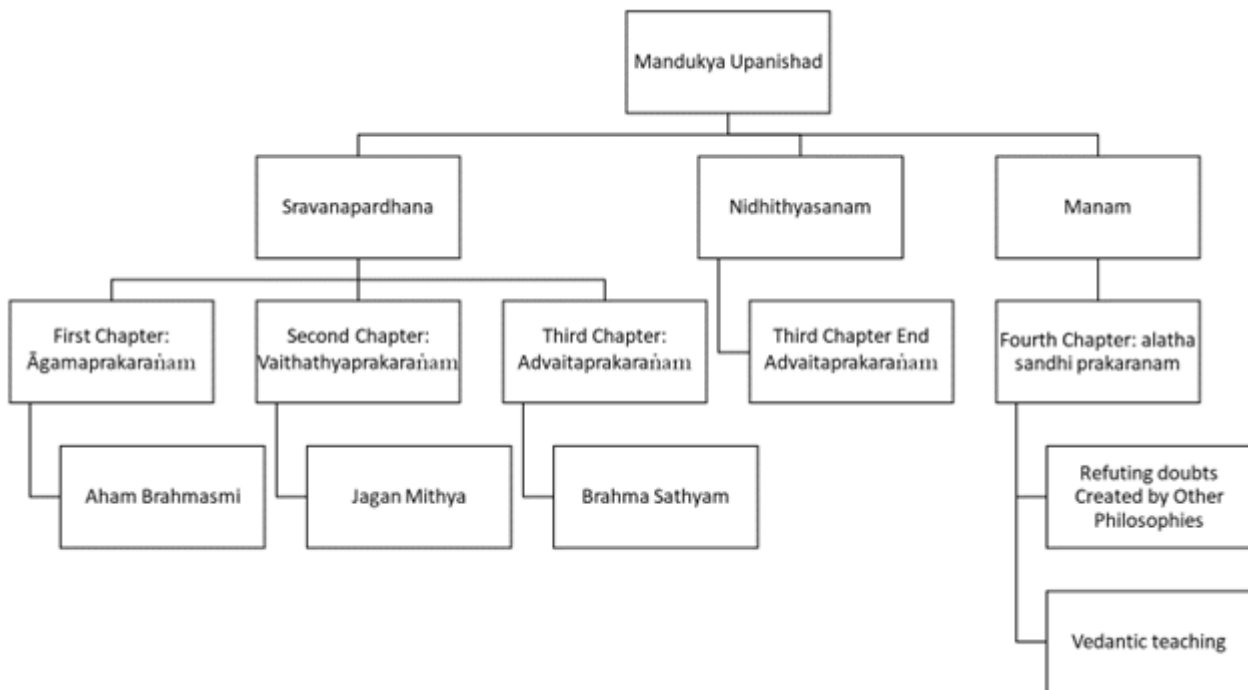 Mandukya Upanishad
Sravanapardhana
Nidhithyasanam
Manam
First Chapter:
Āgamaprakaraṅam
Second Chapter:
Vaithathyaprakaraṅam
Third Chapter:
Advaitaprakaraṅam
Third Chapter End
Advaitaprakaraṅam
Fourth Chapter: alatha
sandhi prakaranam
Aham Brahmasmi
Jagan Mithya
Brahma Sathyam
Refuting doubts
Created by Other
Philosophies
Vedantic teaching